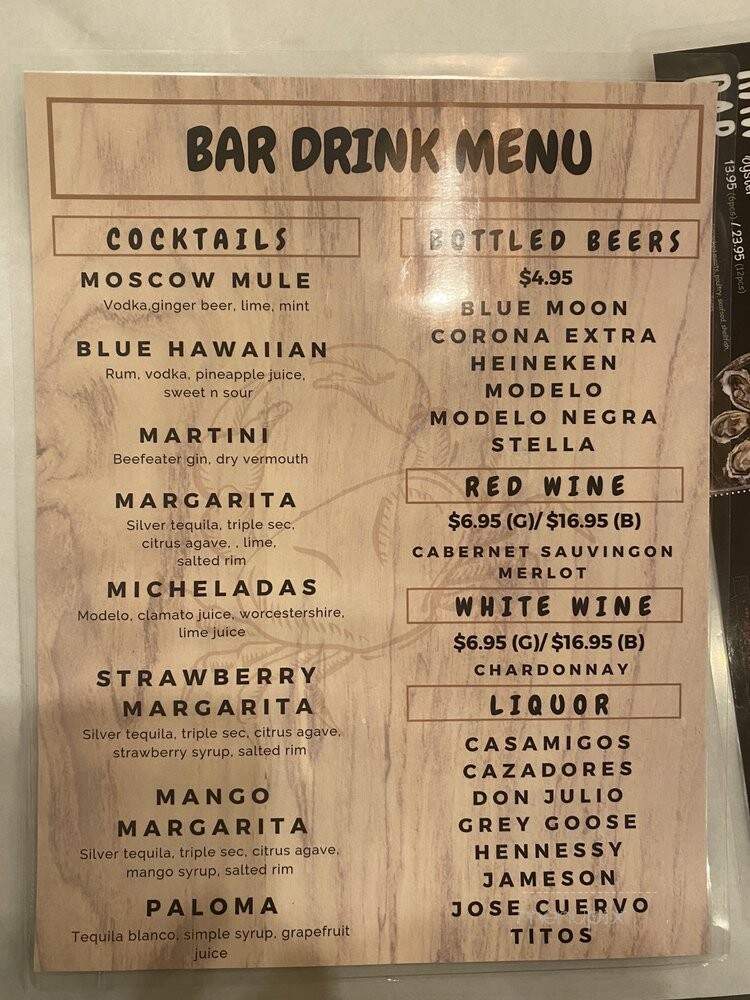 BAR DRINK MENU
COCKTAILS
MOSCOW MULE
Vodka,ginger beer, lime, mint
BLUE HAWAIIAN
Rum, vodka, pineapple juice,
sweet n sour
MARTINI
Beefeater gin, dry vermouth
MARGARITA
Silver tequila, triple sec,
citrus agave, , lime,
salted rim
MICHELADAS
Modelo, clamato juice, worcestershire,
lime juice
STRAWBERRY
MARGARITA
Silver tequila, triple sec, citrus agave,
strawberry syrup, salted rim
MANGO
MARGARITA
Silver tequila, triple sec, citrus agave,
mango syrup, salted rim
PALOMA
Tequila blanco, simple syrup, grapefruit
juice
BOTTLED BEERS
$4.95
BLUE MOON
CORONA EXTRA
HEINEKEN
MODELO
MODELO NEGRA
STELLA
RED WINE
$6.95 (G)/ $16.95 (B)
CABERNET SAUVINGON
MERLOT
WHITE WINE
$6.95 (G)/ $16.95 (B)
CHARDONNAY
LIQUOR
CASAMIGOS
CAZADORES
DON JULIO
GREY GOOSE
HENNESSY
JAMESON
JOSE CUERVO
TITOS
BAR
oyster
13.95 (6pcs) / 23.95 (12pcs)